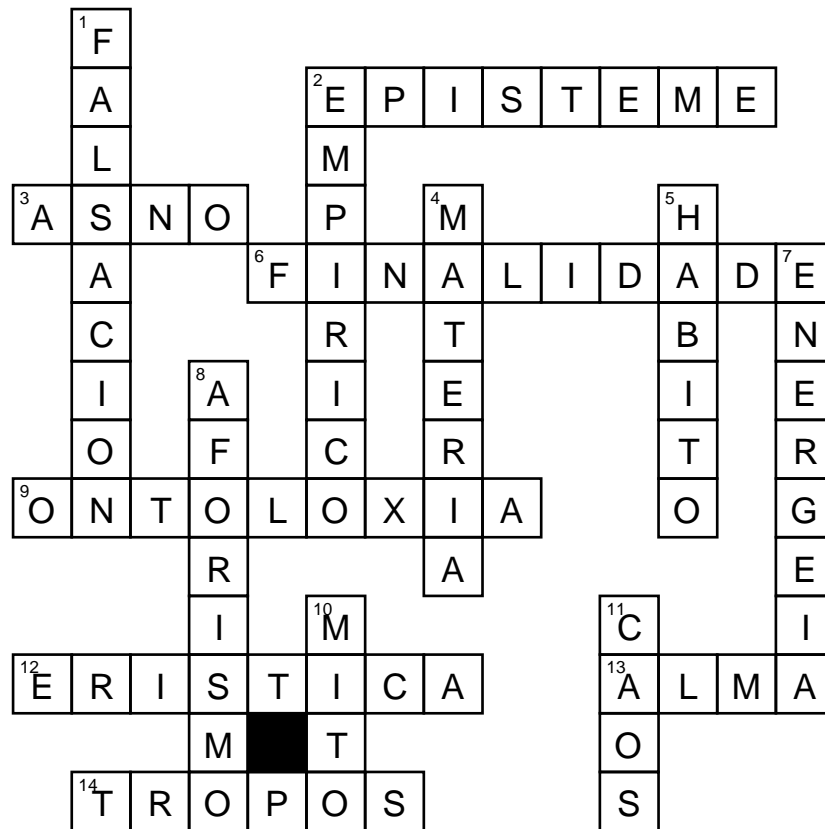 1 F
A 2 E P I S T E M E
L M
3 A S N O P 4 M 5 H
A 6 F I N A L I D A D 7 E
C R T B N
I 8 A I E I E
O F C R T R
9 O N T O L O X I A O G
R A E
I 10 M 11 C I
12 E R I S T I C A 13 A L M A
M T O
14 T R O P O S S